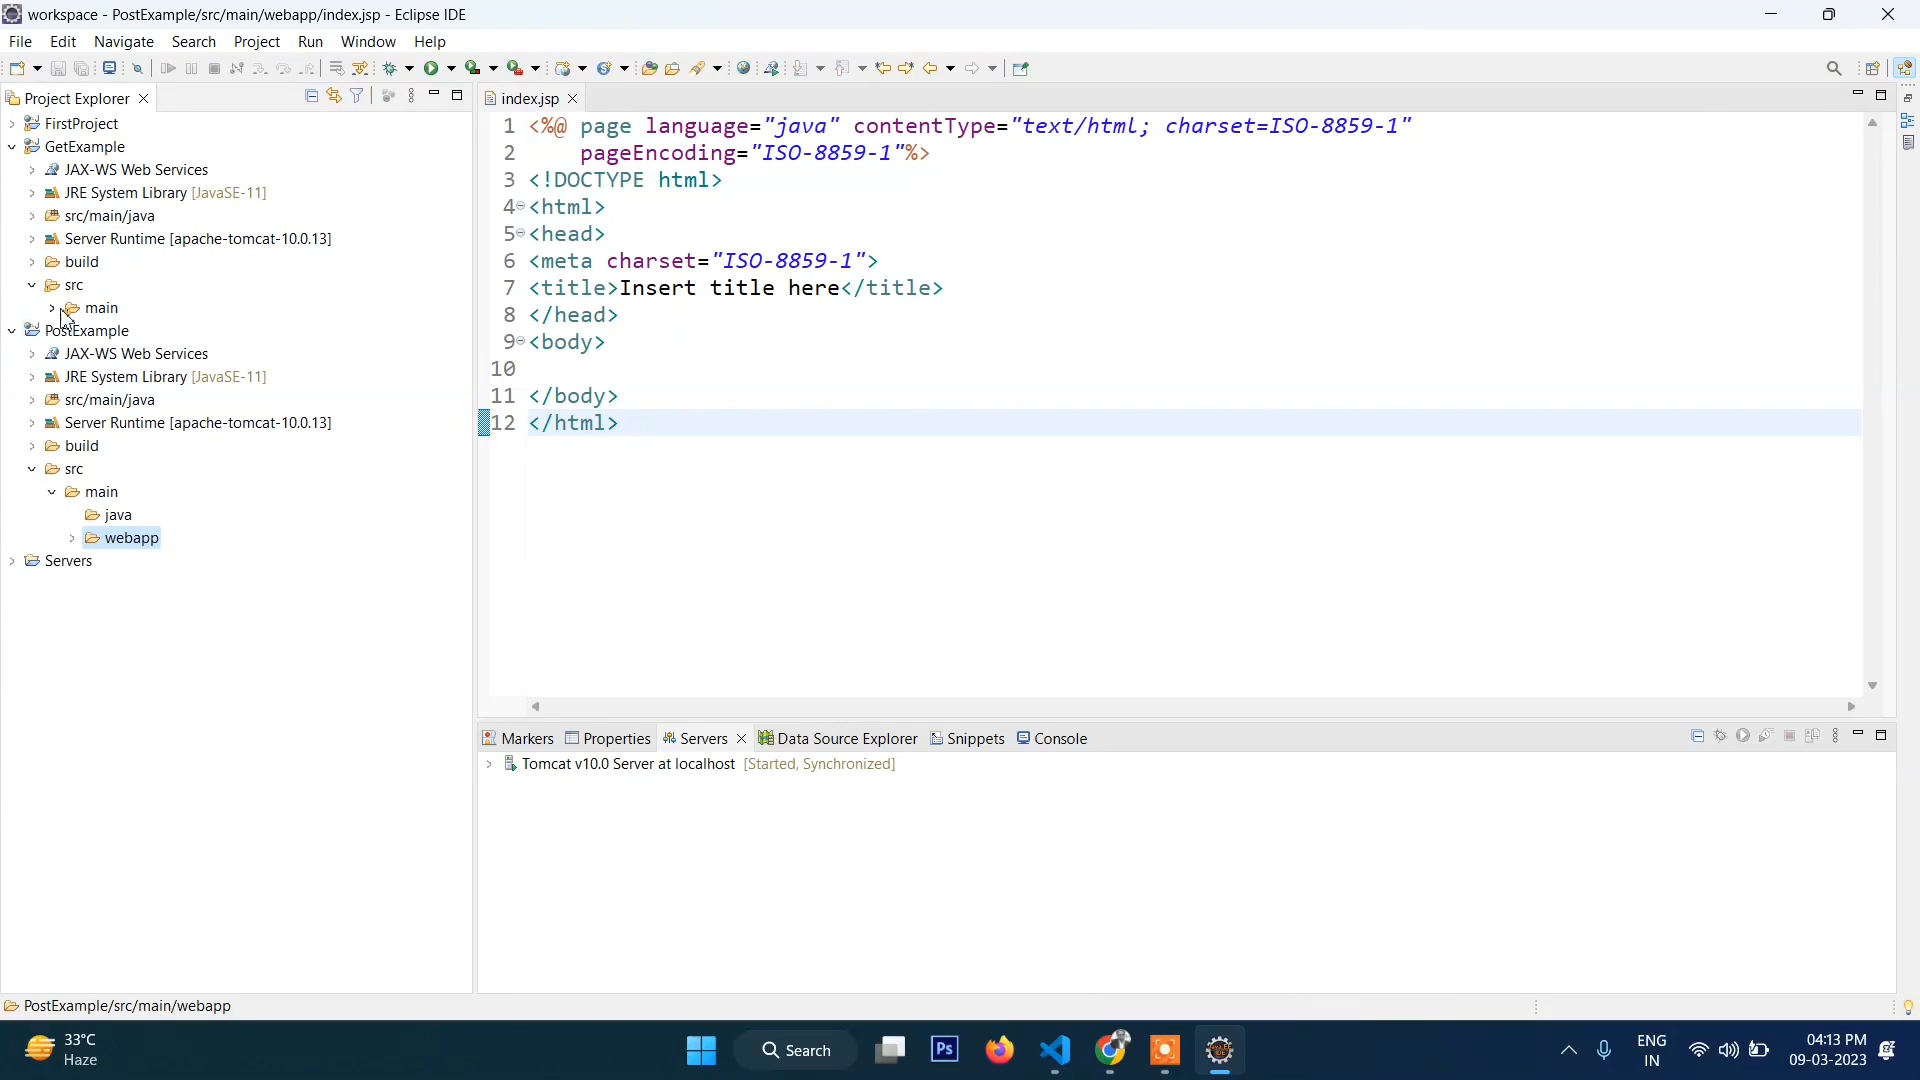 workspace - PostExample/src/main/webapp/index.jsp - Eclipse IDE
File Edit Navigate Search Project Run Window Help
Project Explorer
FirstProject
GetExample
JAX-WS Web Services
JRE System Library [JavaSE-11]
src/main/java
Server Runtime [apache-tomcat-10.0.13]
build
src
main
PostExample
JAX-WS Web Services
JRE System Library [JavaSE-11]
src/main/java
Server Runtime [apache-tomcat-10.0.13]
build
src
main
java
webapp
Servers
index.jsp
1 <%@ page language="java" contentType="text/html; charset=ISO-8859-1"
2     pageEncoding="ISO-8859-1"%>
3 <!DOCTYPE html>
4 <html>
5 <head>
6 <meta charset="ISO-8859-1">
7 <title>Insert title here</title>
8 </head>
9 <body>
10
11 </body>
12 </html>
Markers Properties Servers Data Source Explorer Snippets Console
Tomcat v10.0 Server at localhost [Started, Synchronized]
PostExample/src/main/webapp
33°C
Haze
Ps
Search
ENG
IN
04:13 PM
09-03-2023